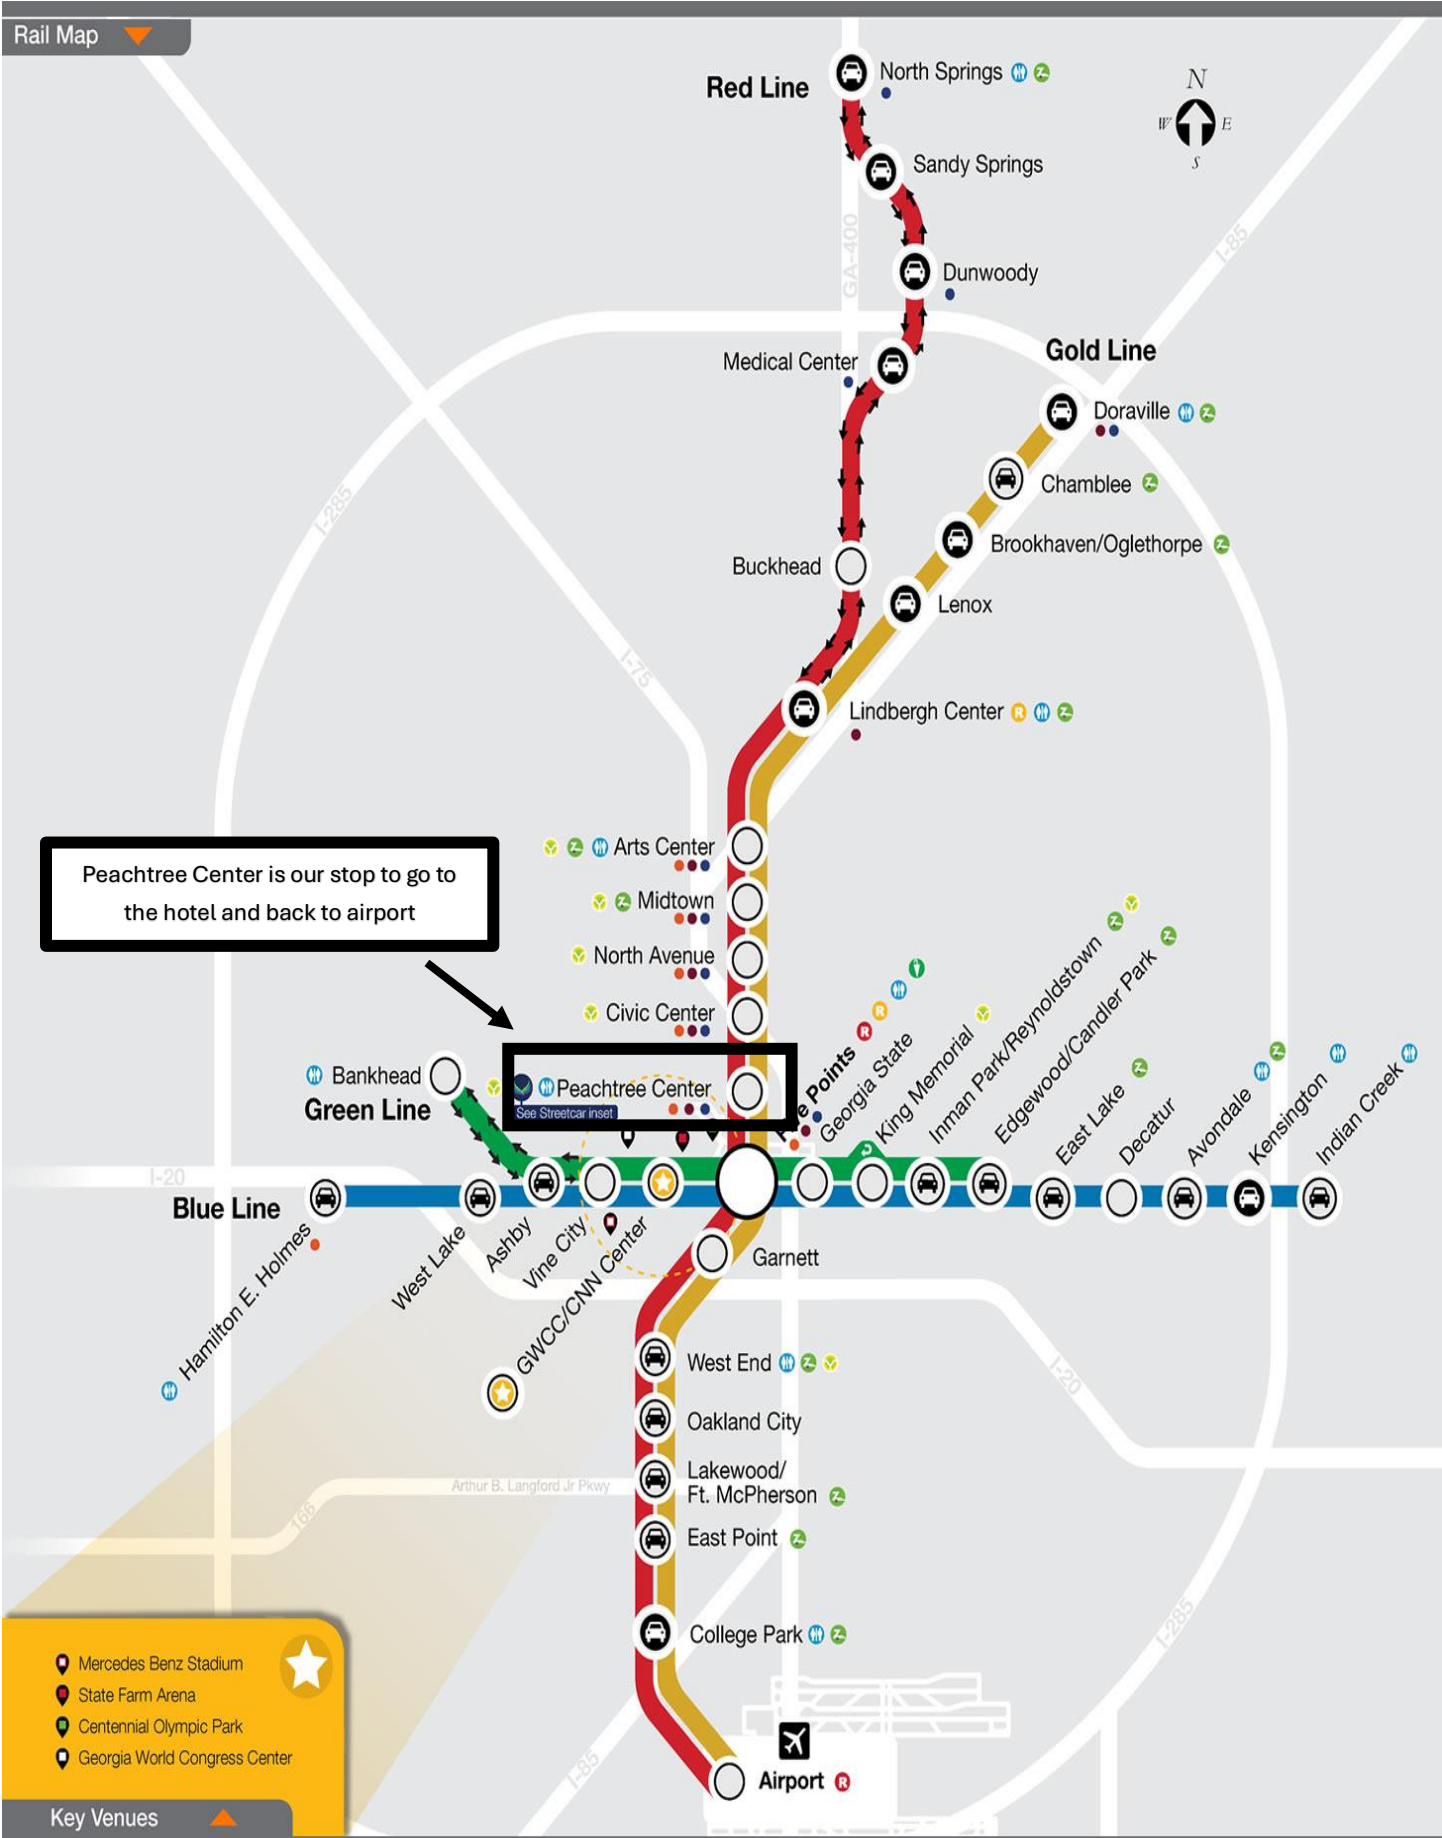 Rail Map
N
W
E
S
Red Line
North Springs
Sandy Springs
GA-400
I-85
Dunwoody
Medical Center
Gold Line
Doraville
Chamblee
I-285
Brookhaven/Oglethorpe
Buckhead
Lenox
I-75
Lindbergh Center
R
Arts Center
Peachtree Center is our stop to go to
the hotel and back to airport
Midtown
North Avenue
Civic Center
Bankhead
Green Line
Peachtree Center
See Streetcar inset
Points
R
R
Georgia State
King Memorial
Inman Park/Reynoldstown
Edgewood/Candler Park
East Lake
Decatur
Avondale
Kensington
Indian Creek
I-20
Blue Line
Hamilton E. Holmes
West Lake
Ashby
Vine City
GWCC/CNN Center
Garnett
West End
I-20
Oakland City
Lakewood/
Ft. McPherson
Arthur B. Langford Jr Pkwy
166
East Point
College Park
I-285
Mercedes Benz Stadium
State Farm Arena
Centennial Olympic Park
Georgia World Congress Center
I-85
Airport R
Key Venues